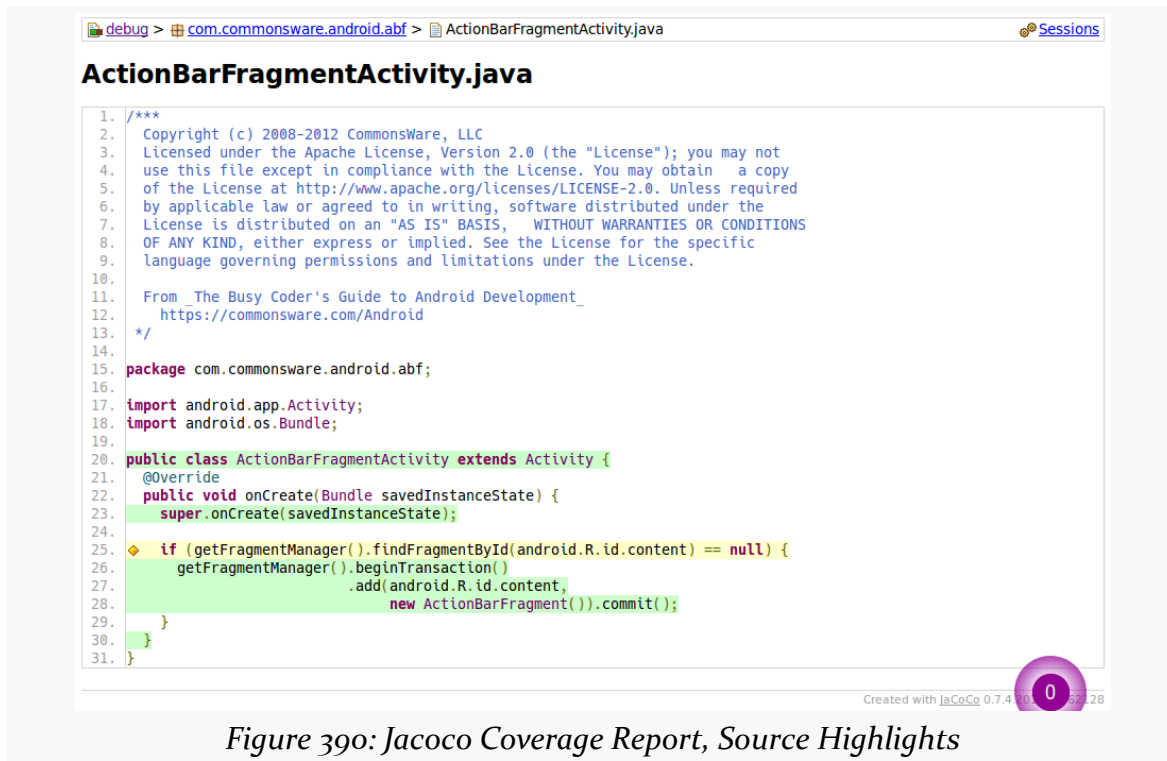 debug > com.commonsware.android.abf > ActionBarFragmentActivity.java Sessions
ActionBarFragmentActivity.java
1. /***
2. Copyright (c) 2008-2012 CommonsWare, LLC
3. Licensed under the Apache License, Version 2.0 (the "License"); you may not
4. use this file except in compliance with the License. You may obtain   a copy
5. of the License at http://www.apache.org/licenses/LICENSE-2.0. Unless required
6. by applicable law or agreed to in writing, software distributed under the
7. License is distributed on an "AS IS" BASIS,   WITHOUT WARRANTIES OR CONDITIONS
8. OF ANY KIND, either express or implied. See the License for the specific
9. language governing permissions and limitations under the License.
10.
11. From _The Busy Coder's Guide to Android Development_
12. https://commonsware.com/Android
13. */
14.
15. package com.commonsware.android.abf;
16.
17. import android.app.Activity;
18. import android.os.Bundle;
19.
20. public class ActionBarFragmentActivity extends Activity {
21. @Override
22. public void onCreate(Bundle savedInstanceState) {
23. super.onCreate(savedInstanceState);
24.
25. if (getFragmentManager().findFragmentById(android.R.id.content) == null) {
26. getFragmentManager().beginTransaction()
27. .add(android.R.id.content,
28. new ActionBarFragment()).commit();
29. }
30. }
31. }
0
Created with JaCoCo 0.7.4.
Figure 390: Jacoco Coverage Report, Source Highlights